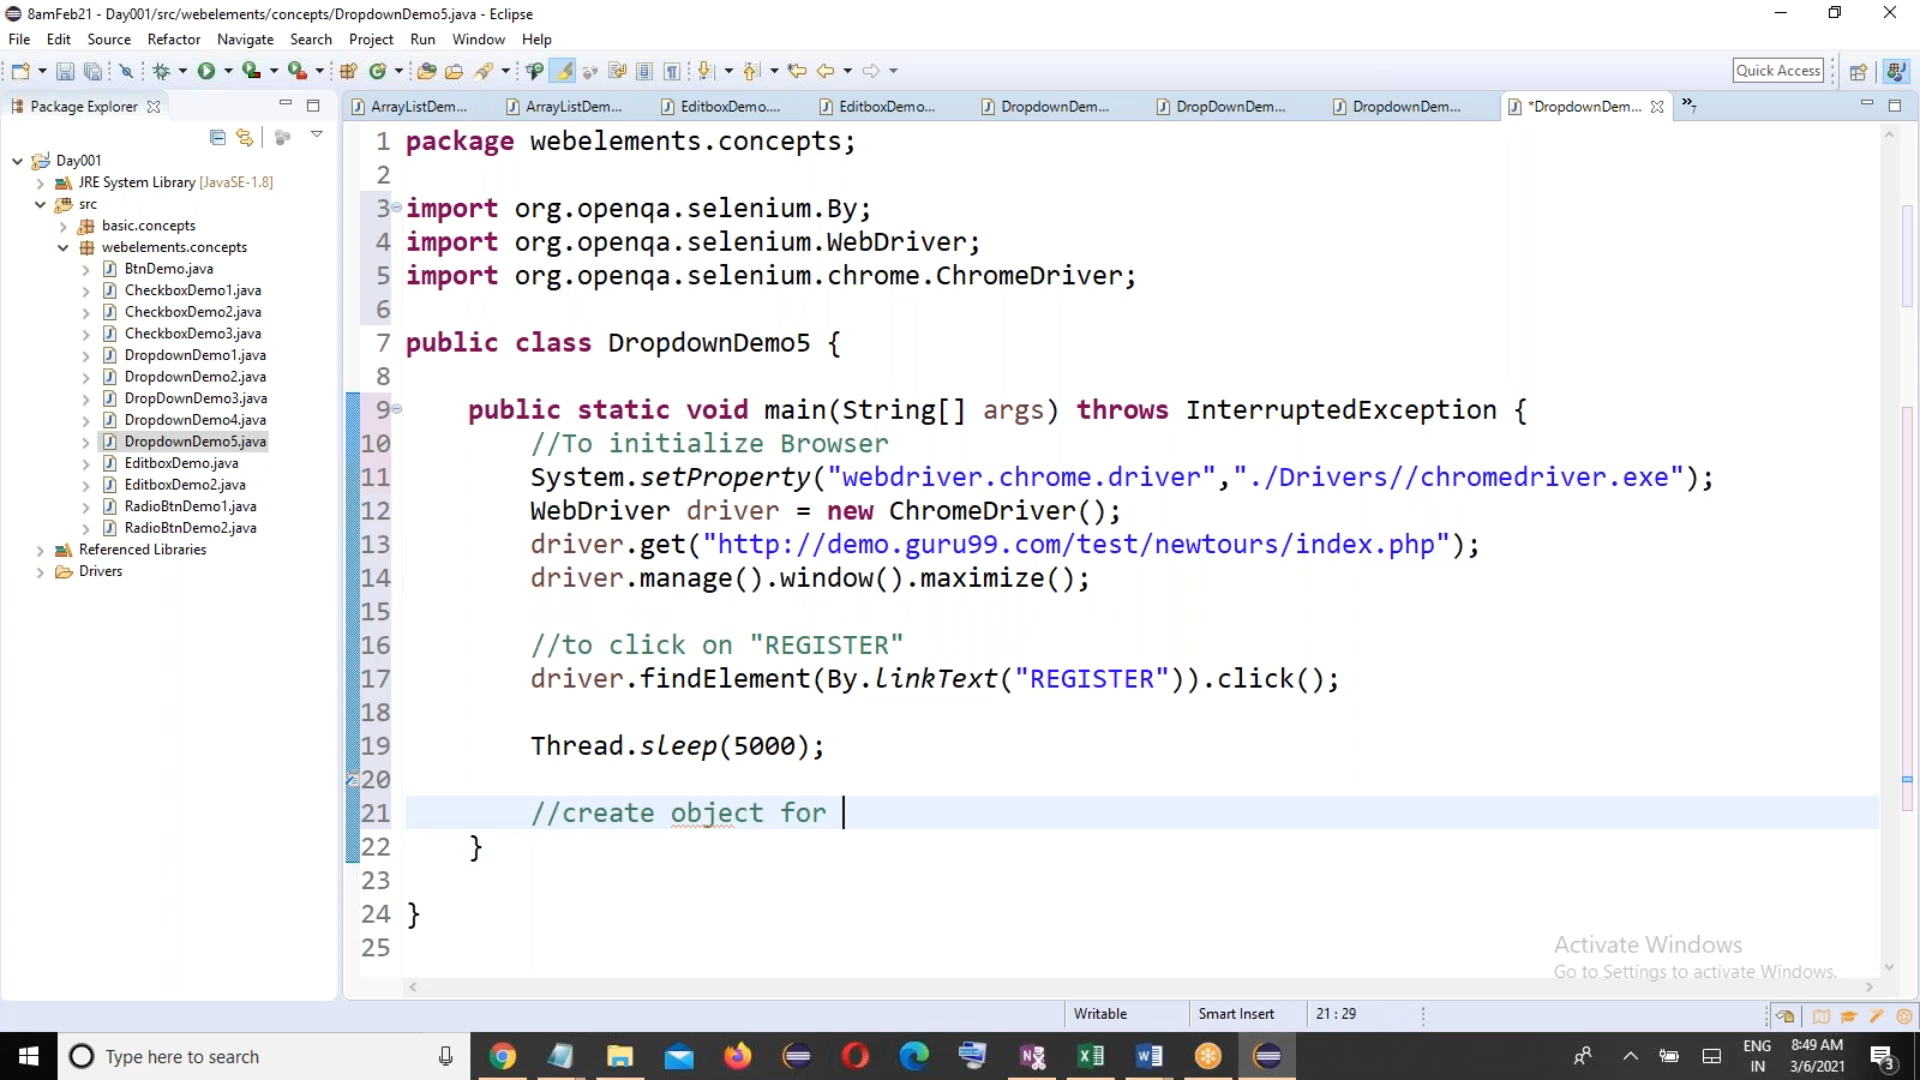 8amFeb21 - Day001/src/webelements/concepts/DropdownDemo5.java - Eclipse
File Edit Source Refactor Navigate Search Project Run Window Help
Quick Access
Package Explorer
ArrayListDem... ArrayListDem... EditboxDemo.... EditboxDemo... DropdownDem... DropDownDem... DropdownDem... *DropdownDem... »7
Day001
JRE System Library [JavaSE-1.8]
src
basic.concepts
webelements.concepts
BtnDemo.java
CheckboxDemo1.java
CheckboxDemo2.java
CheckboxDemo3.java
DropdownDemo1.java
DropdownDemo2.java
DropDownDemo3.java
DropdownDemo4.java
DropdownDemo5.java
EditboxDemo.java
EditboxDemo2.java
RadioBtnDemo1.java
RadioBtnDemo2.java
Referenced Libraries
Drivers
1 package webelements.concepts;
2
3 import org.openqa.selenium.By;
4 import org.openqa.selenium.WebDriver;
5 import org.openqa.selenium.chrome.ChromeDriver;
6
7 public class DropdownDemo5 {
8
9 public static void main(String[] args) throws InterruptedException {
10 //To initialize Browser
11 System.setProperty("webdriver.chrome.driver","./Drivers//chromedriver.exe");
12 WebDriver driver = new ChromeDriver();
13 driver.get("http://demo.guru99.com/test/newtours/index.php");
14 driver.manage().window().maximize();
15
16 //to click on "REGISTER"
17 driver.findElement(By.linkText("REGISTER")).click();
18
19 Thread.sleep(5000);
20
21 //create object for
22 }
23
24 }
25
Activate Windows
Go to Settings to activate Windows.
Writable Smart Insert 21 : 29
Type here to search
ENG
IN
8:49 AM
3/6/2021
3